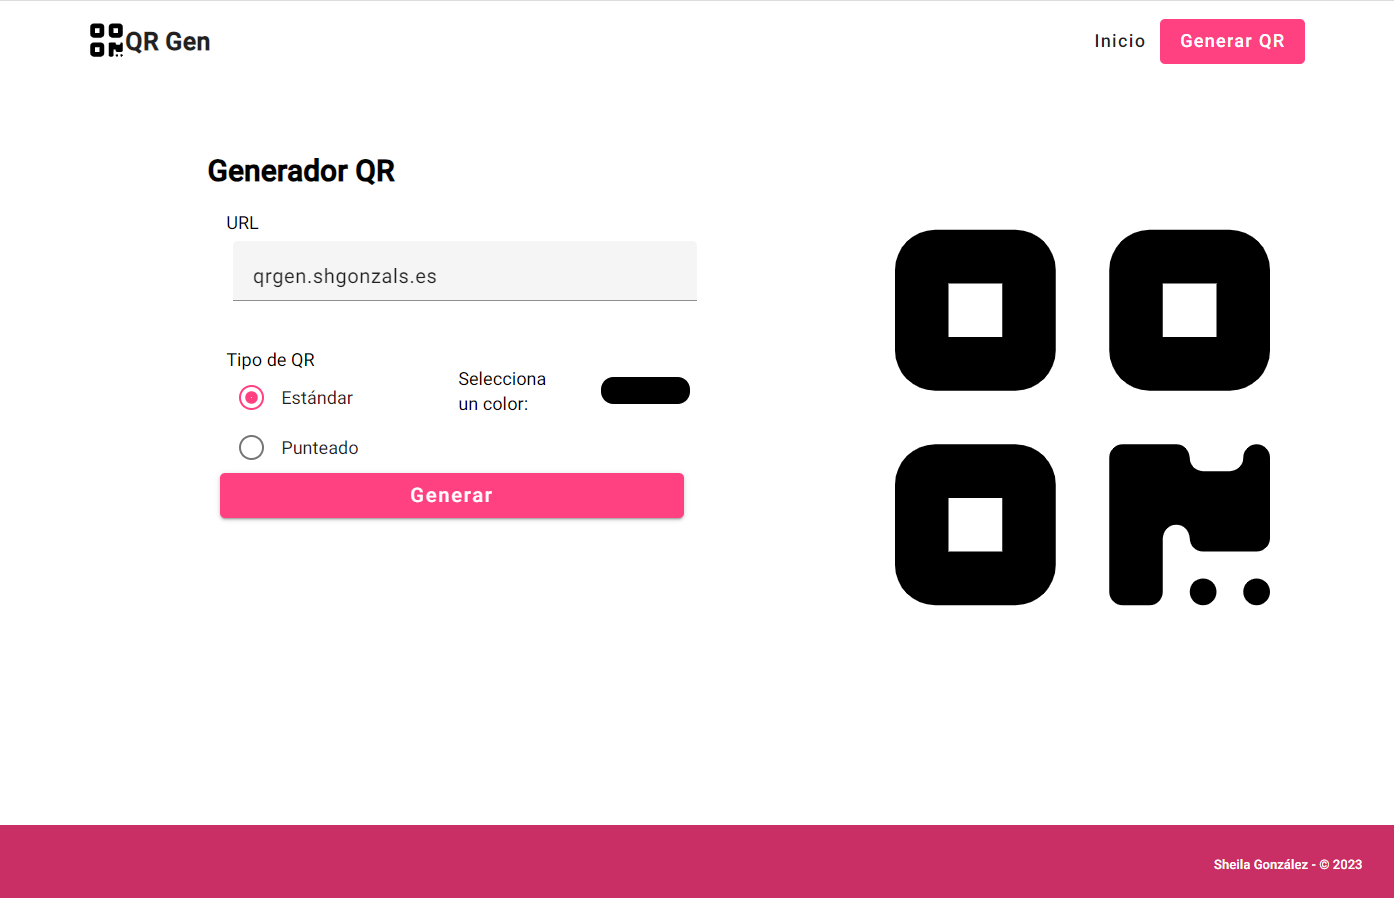 QR Gen
Inicio
Generar QR
Generador QR
URL
qrgen.shgonzals.es
Tipo de QR
Estándar
Selecciona
un color:
Punteado
Generar
Sheila González - © 2023